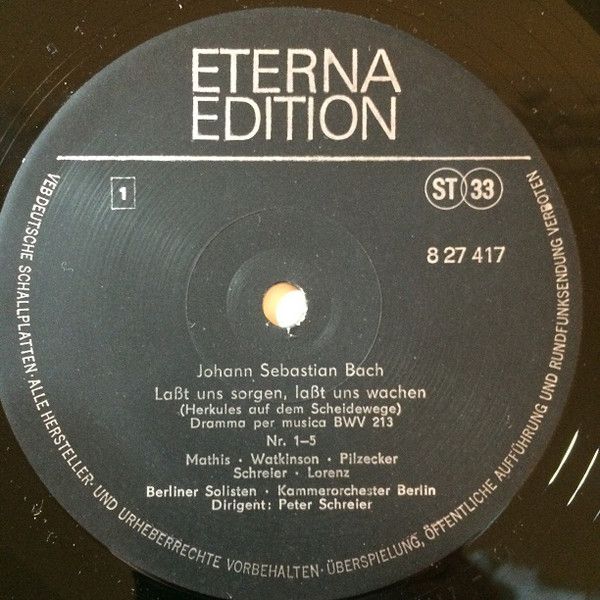 ETERNA
EDITION
1
ST 33
8 27 417
Johann Sebastian Bach
Laßt uns sorgen, laßt uns wachen
(Herkules auf dem Scheidewege)
Dramma per musica BWV 213
Nr. 1–5
Mathis · Watkinson · Pilzecker
Schreier · Lorenz
Berliner Solisten · Kammerorchester Berlin
Dirigent: Peter Schreier
VEB DEUTSCHE SCHALLPLATTEN · ALLE HERSTELLER- UND URHEBERRECHTE VORBEHALTEN · ÜBERSPIELUNG, ÖFFENTLICHE AUFFÜHRUNG UND RUNDFUNKSENDUNG VERBOTEN